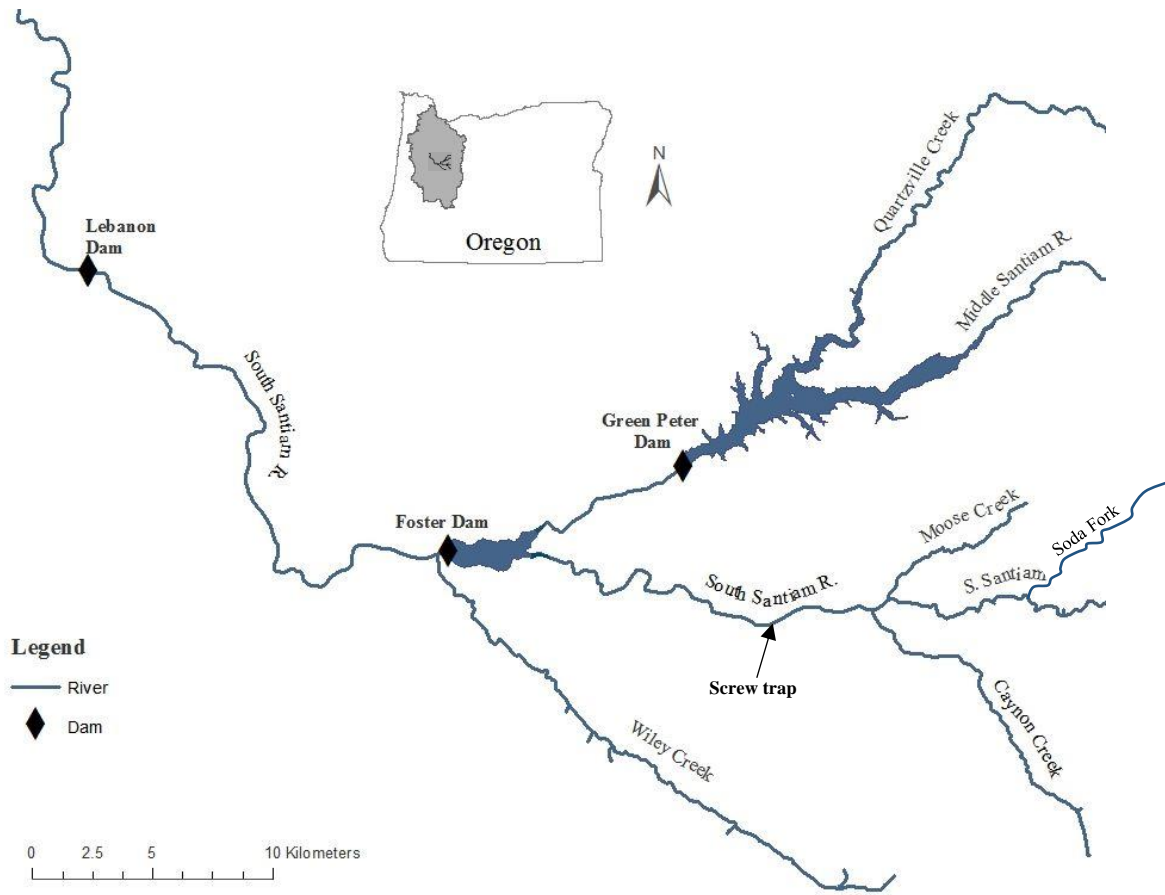 Lebanon
Dam
Oregon
N
Quartzville Creek
Middle Santiam R.
South Santiam R.
Green Peter
Dam
Foster Dam
Moose Creek
Soda Fork
S. Santiam
South Santiam R.
Screw trap
Caynon Creek
Wiley Creek
Legend
River
Dam
0 2.5 5 10 Kilometers